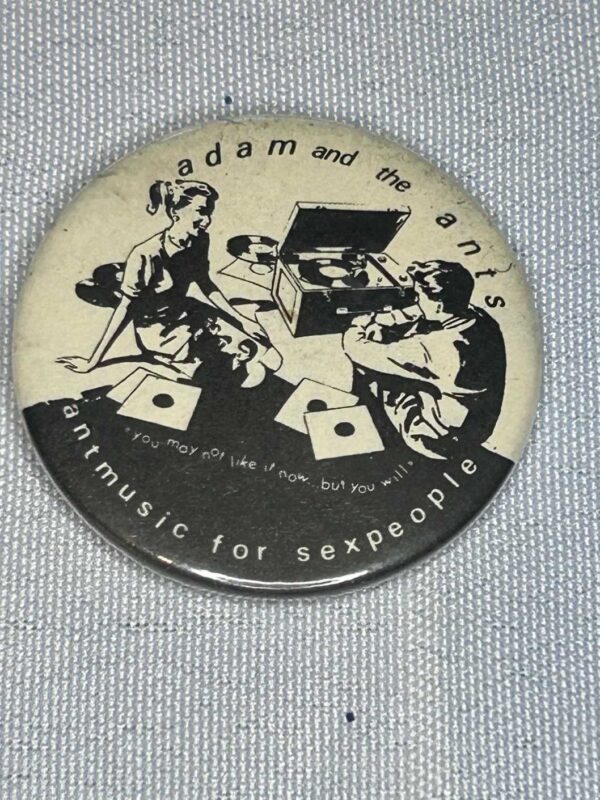 adam and the ants
"you may not like it now...but you will"
antmusic for sexpeople